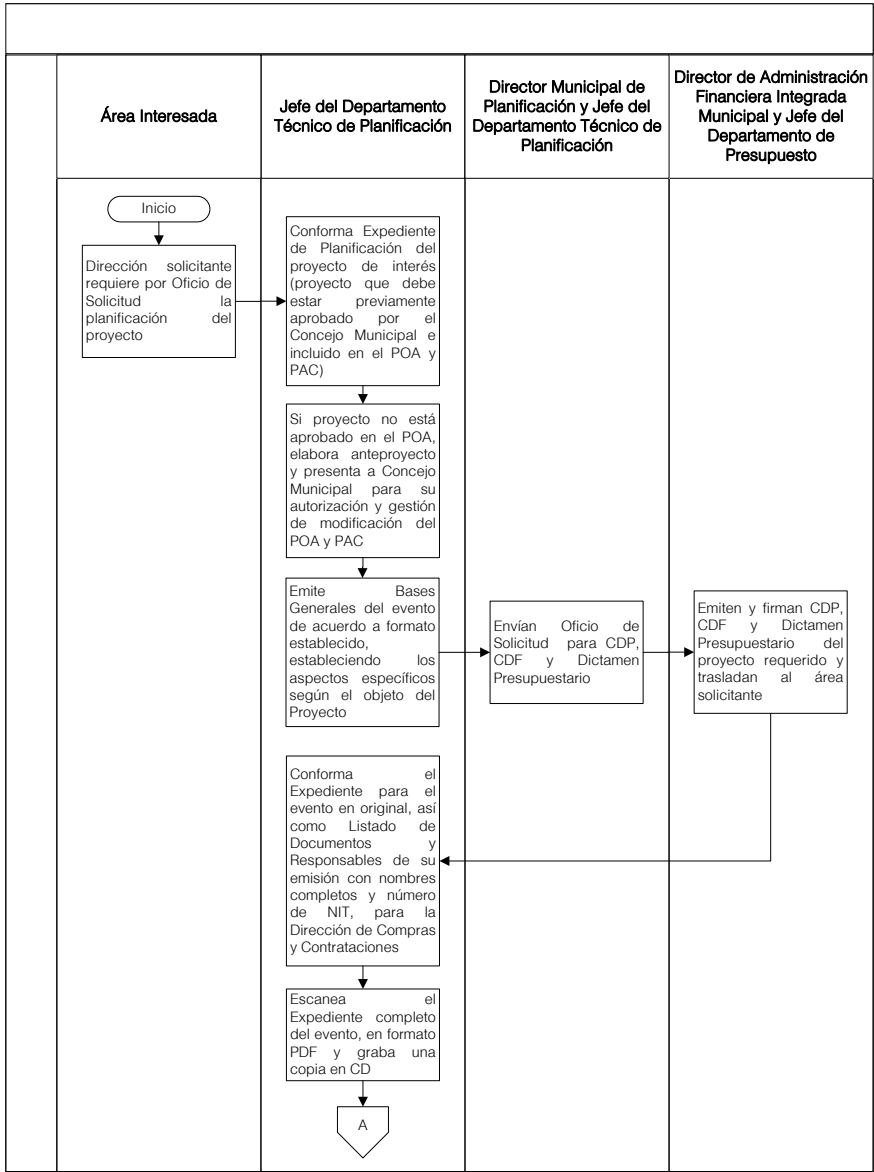 Área Interesada
Jefe del Departamento
Técnico de Planificación
Director Municipal de
Planificación y Jefe del
Departamento Técnico de
Planificación
Director de Administración
Financiera Integrada
Municipal y Jefe del
Departamento de
Presupuesto
Inicio
Dirección solicitante
requiere por Oficio de
Solicitud la
planificación del
proyecto
Conforma Expediente
de Planificación del
proyecto de interés
(proyecto que debe
estar previamente
aprobado por el
Concejo Municipal e
incluido en el POA y
PAC)
Si proyecto no está
aprobado en el POA,
elabora anteproyecto
y presenta a Concejo
Municipal para su
autorización y gestión
de modificación del
POA y PAC
Emite Bases
Generales del evento
de acuerdo a formato
establecido,
estableciendo los
aspectos específicos
según el objeto del
Proyecto
Envían Oficio de
Solicitud para CDP,
CDF y Dictamen
Presupuestario
Emiten y firman CDP,
CDF y Dictamen
Presupuestario del
proyecto requerido y
trasladan al área
solicitante
Conforma el
Expediente para el
evento en original, así
como Listado de
Documentos y
Responsables de su
emisión con nombres
completos y número
de NIT, para la
Dirección de Compras
y Contrataciones
Escanea el
Expediente completo
del evento, en formato
PDF y graba una
copia en CD
A